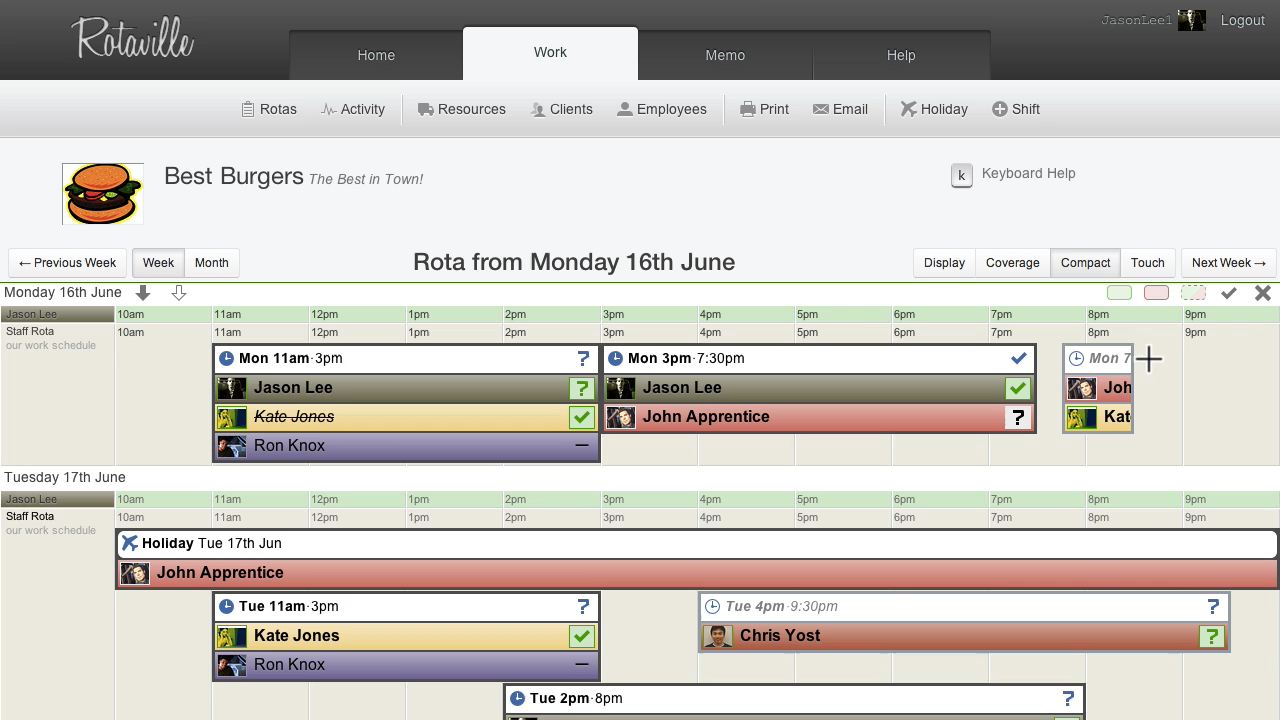 Rotaville
JasonLee1 Logout
Home Work Memo Help
Rotas Activity Resources Clients Employees Print Email Holiday Shift
Best Burgers The Best in Town!
k Keyboard Help
← Previous Week Week Month
Rota from Monday 16th June
Display Coverage Compact Touch Next Week →
Monday 16th June
Jason Lee 10am 11am 12pm 1pm 2pm 3pm 4pm 5pm 6pm 7pm 8pm 9pm
Staff Rota 10am 11am 12pm 1pm 2pm 3pm 4pm 5pm 6pm 7pm 8pm 9pm
our work schedule
Mon 11am·3pm ? Mon 3pm·7:30pm Mon 7
Jason Lee ? Jason Lee Joh
Kate Jones John Apprentice ? Kat
Ron Knox –
Tuesday 17th June
Jason Lee 10am 11am 12pm 1pm 2pm 3pm 4pm 5pm 6pm 7pm 8pm 9pm
Staff Rota 10am 11am 12pm 1pm 2pm 3pm 4pm 5pm 6pm 7pm 8pm 9pm
our work schedule
Holiday Tue 17th Jun
John Apprentice
Tue 11am·3pm ? Tue 4pm·9:30pm ?
Kate Jones Chris Yost ?
Ron Knox –
Tue 2pm·8pm ?